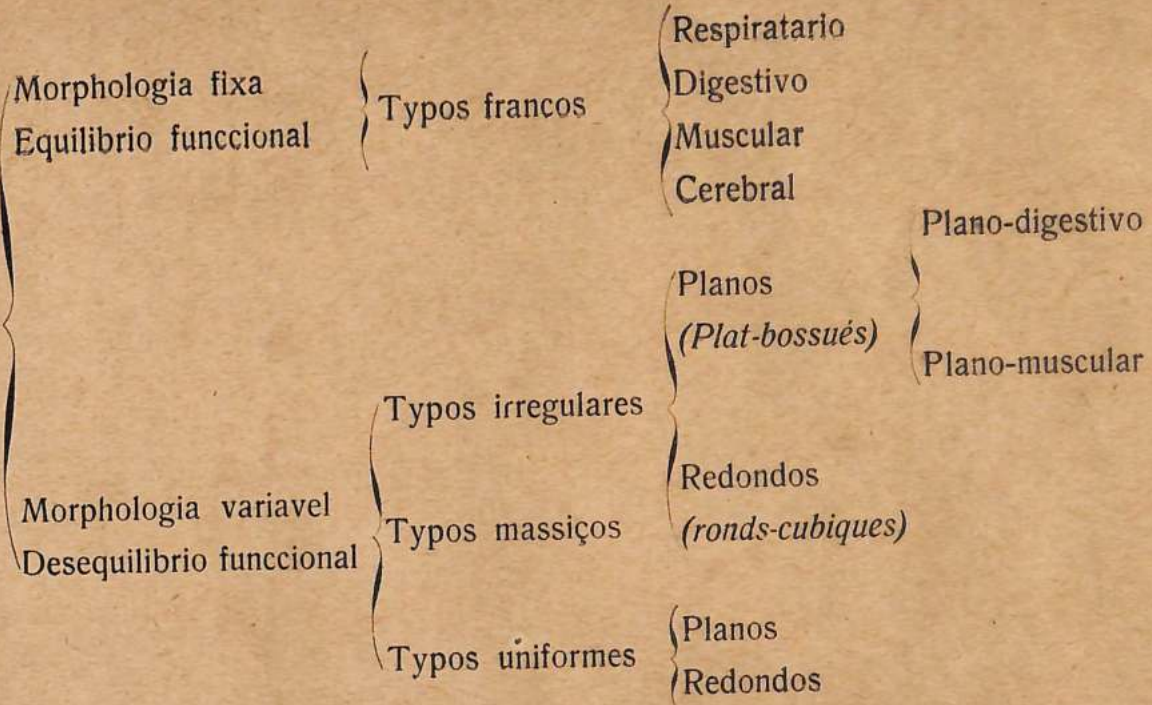 Morphologia fixa
Equilibrio funccional
Typos francos
Respiratario
Digestivo
Muscular
Cerebral
Morphologia variavel
Desequilibrio funccional
Typos irregulares
Planos
(Plat-bossués)
Plano-digestivo
Plano-muscular
Redondos
(ronds-cubiques)
Typos massiços
Typos uniformes
Planos
Redondos